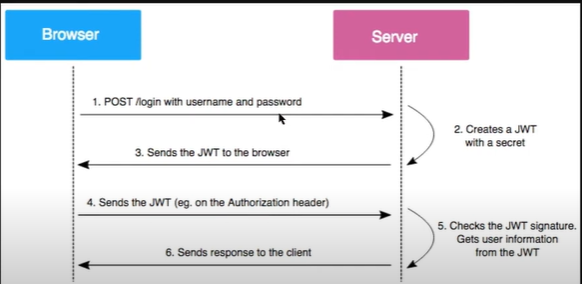 Browser
Server
1. POST /login with username and password
2. Creates a JWT
with a secret
3. Sends the JWT to the browser
4. Sends the JWT (eg. on the Authorization header)
5. Checks the JWT signature.
Gets user information
from the JWT
6. Sends response to the client